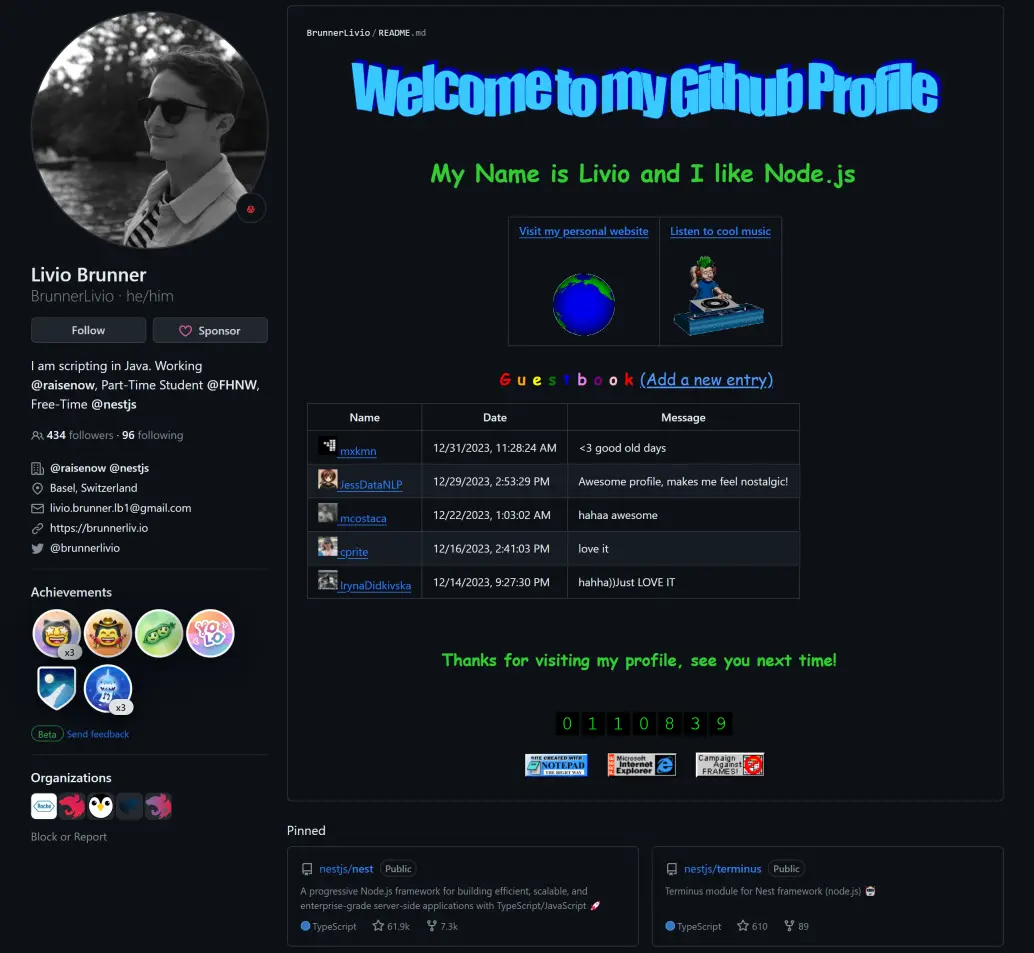 Livio Brunner
BrunnerLivio · he/him
Follow
Sponsor
I am scripting in Java. Working
@raisenow, Part-Time Student @FHNW,
Free-Time @nestjs
434 followers · 96 following
@raisenow @nestjs
Basel, Switzerland
livio.brunner.lb1@gmail.com
https://brunnerliv.io
@brunnerlivio
Achievements
x3
YOLO
x3
Beta Send feedback
Organizations
Roche
Block or Report
BrunnerLivio/README.md
Welcome to my Github Profile
My Name is Livio and I like Node.js
Visit my personal website
Listen to cool music
Guestbook (Add a new entry)
Name Date Message
mxkmn 12/31/2023, 11:28:24 AM <3 good old days
JessDataNLP 12/29/2023, 2:53:29 PM Awesome profile, makes me feel nostalgic!
mcostaca 12/22/2023, 1:03:02 AM hahaa awesome
cprite 12/16/2023, 2:41:03 PM love it
IrynaDidkivska 12/14/2023, 9:27:30 PM hahha))Just LOVE IT
Thanks for visiting my profile, see you next time!
0110839
SITE CREATED WITH
NOTEPAD
THE RIGHT WAY
FREE
Microsoft
Internet
Explorer
Campaign
Against
FRAMES!
Pinned
nestjs/nest Public
A progressive Node.js framework for building efficient, scalable, and
enterprise-grade server-side applications with TypeScript/JavaScript 🚀
TypeScript 61.9k 7.3k
nestjs/terminus Public
Terminus module for Nest framework (node.js)
TypeScript 610 89